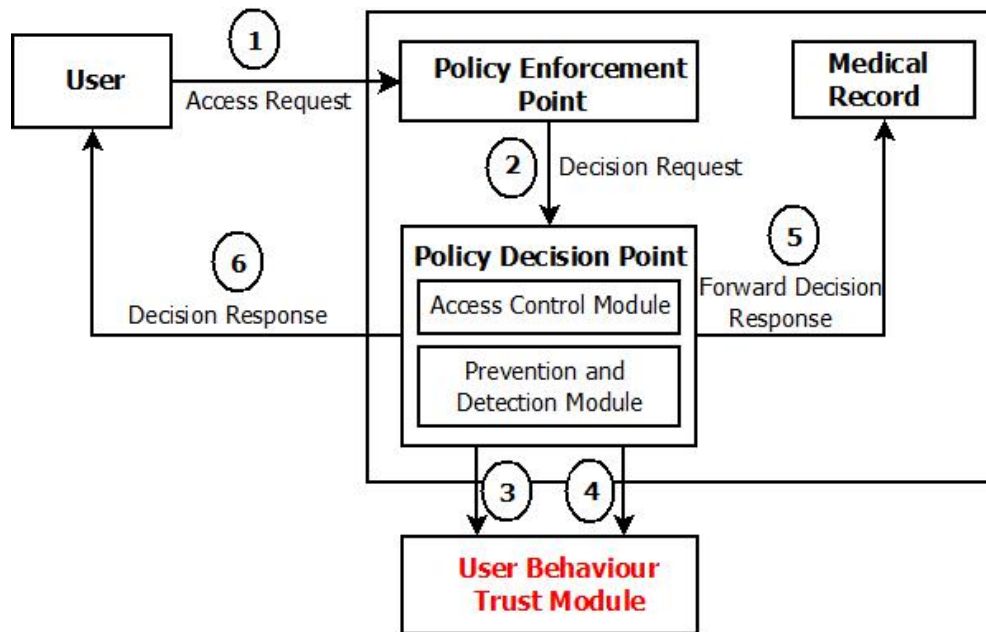 1
User
Access Request
Policy Enforcement
Point
Medical
Record
2
Decision Request
6
Decision Response
Policy Decision Point
Access Control Module
Prevention and
Detection Module
5
Forward Decision
Response
3
4
User Behaviour
Trust Module